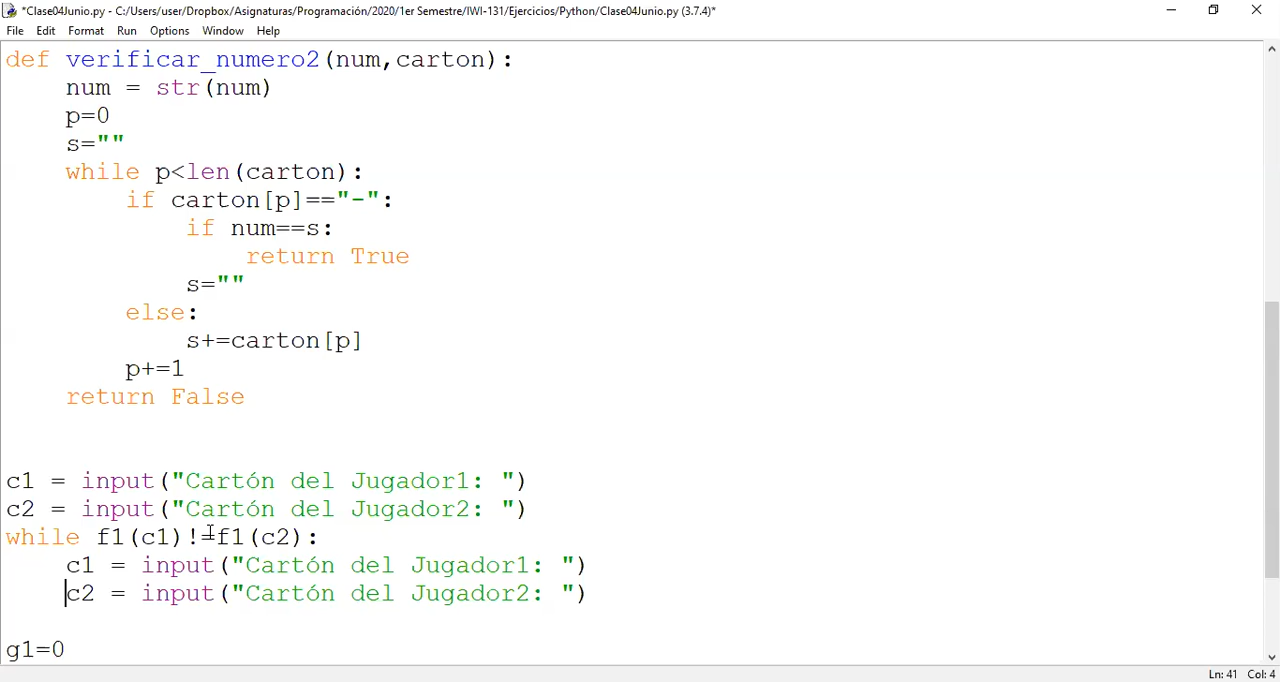 *Clase04Junio.py - C:/Users/user/Dropbox/Asignaturas/Programación/2020/1er Semestre/IWI-131/Ejercicios/Python/Clase04Junio.py (3.7.4)*
File Edit Format Run Options Window Help
def verificar_numero2(num,carton):
    num = str(num)
    p=0
    s=""
    while p<len(carton):
        if carton[p]=="-":
            if num==s:
                return True
            s=""
        else:
            s+=carton[p]
        p+=1
    return False
c1 = input("Cartón del Jugador1: ")
c2 = input("Cartón del Jugador2: ")
while f1(c1)!=f1(c2):
    c1 = input("Cartón del Jugador1: ")
    c2 = input("Cartón del Jugador2: ")
g1=0
Ln: 41 Col: 4